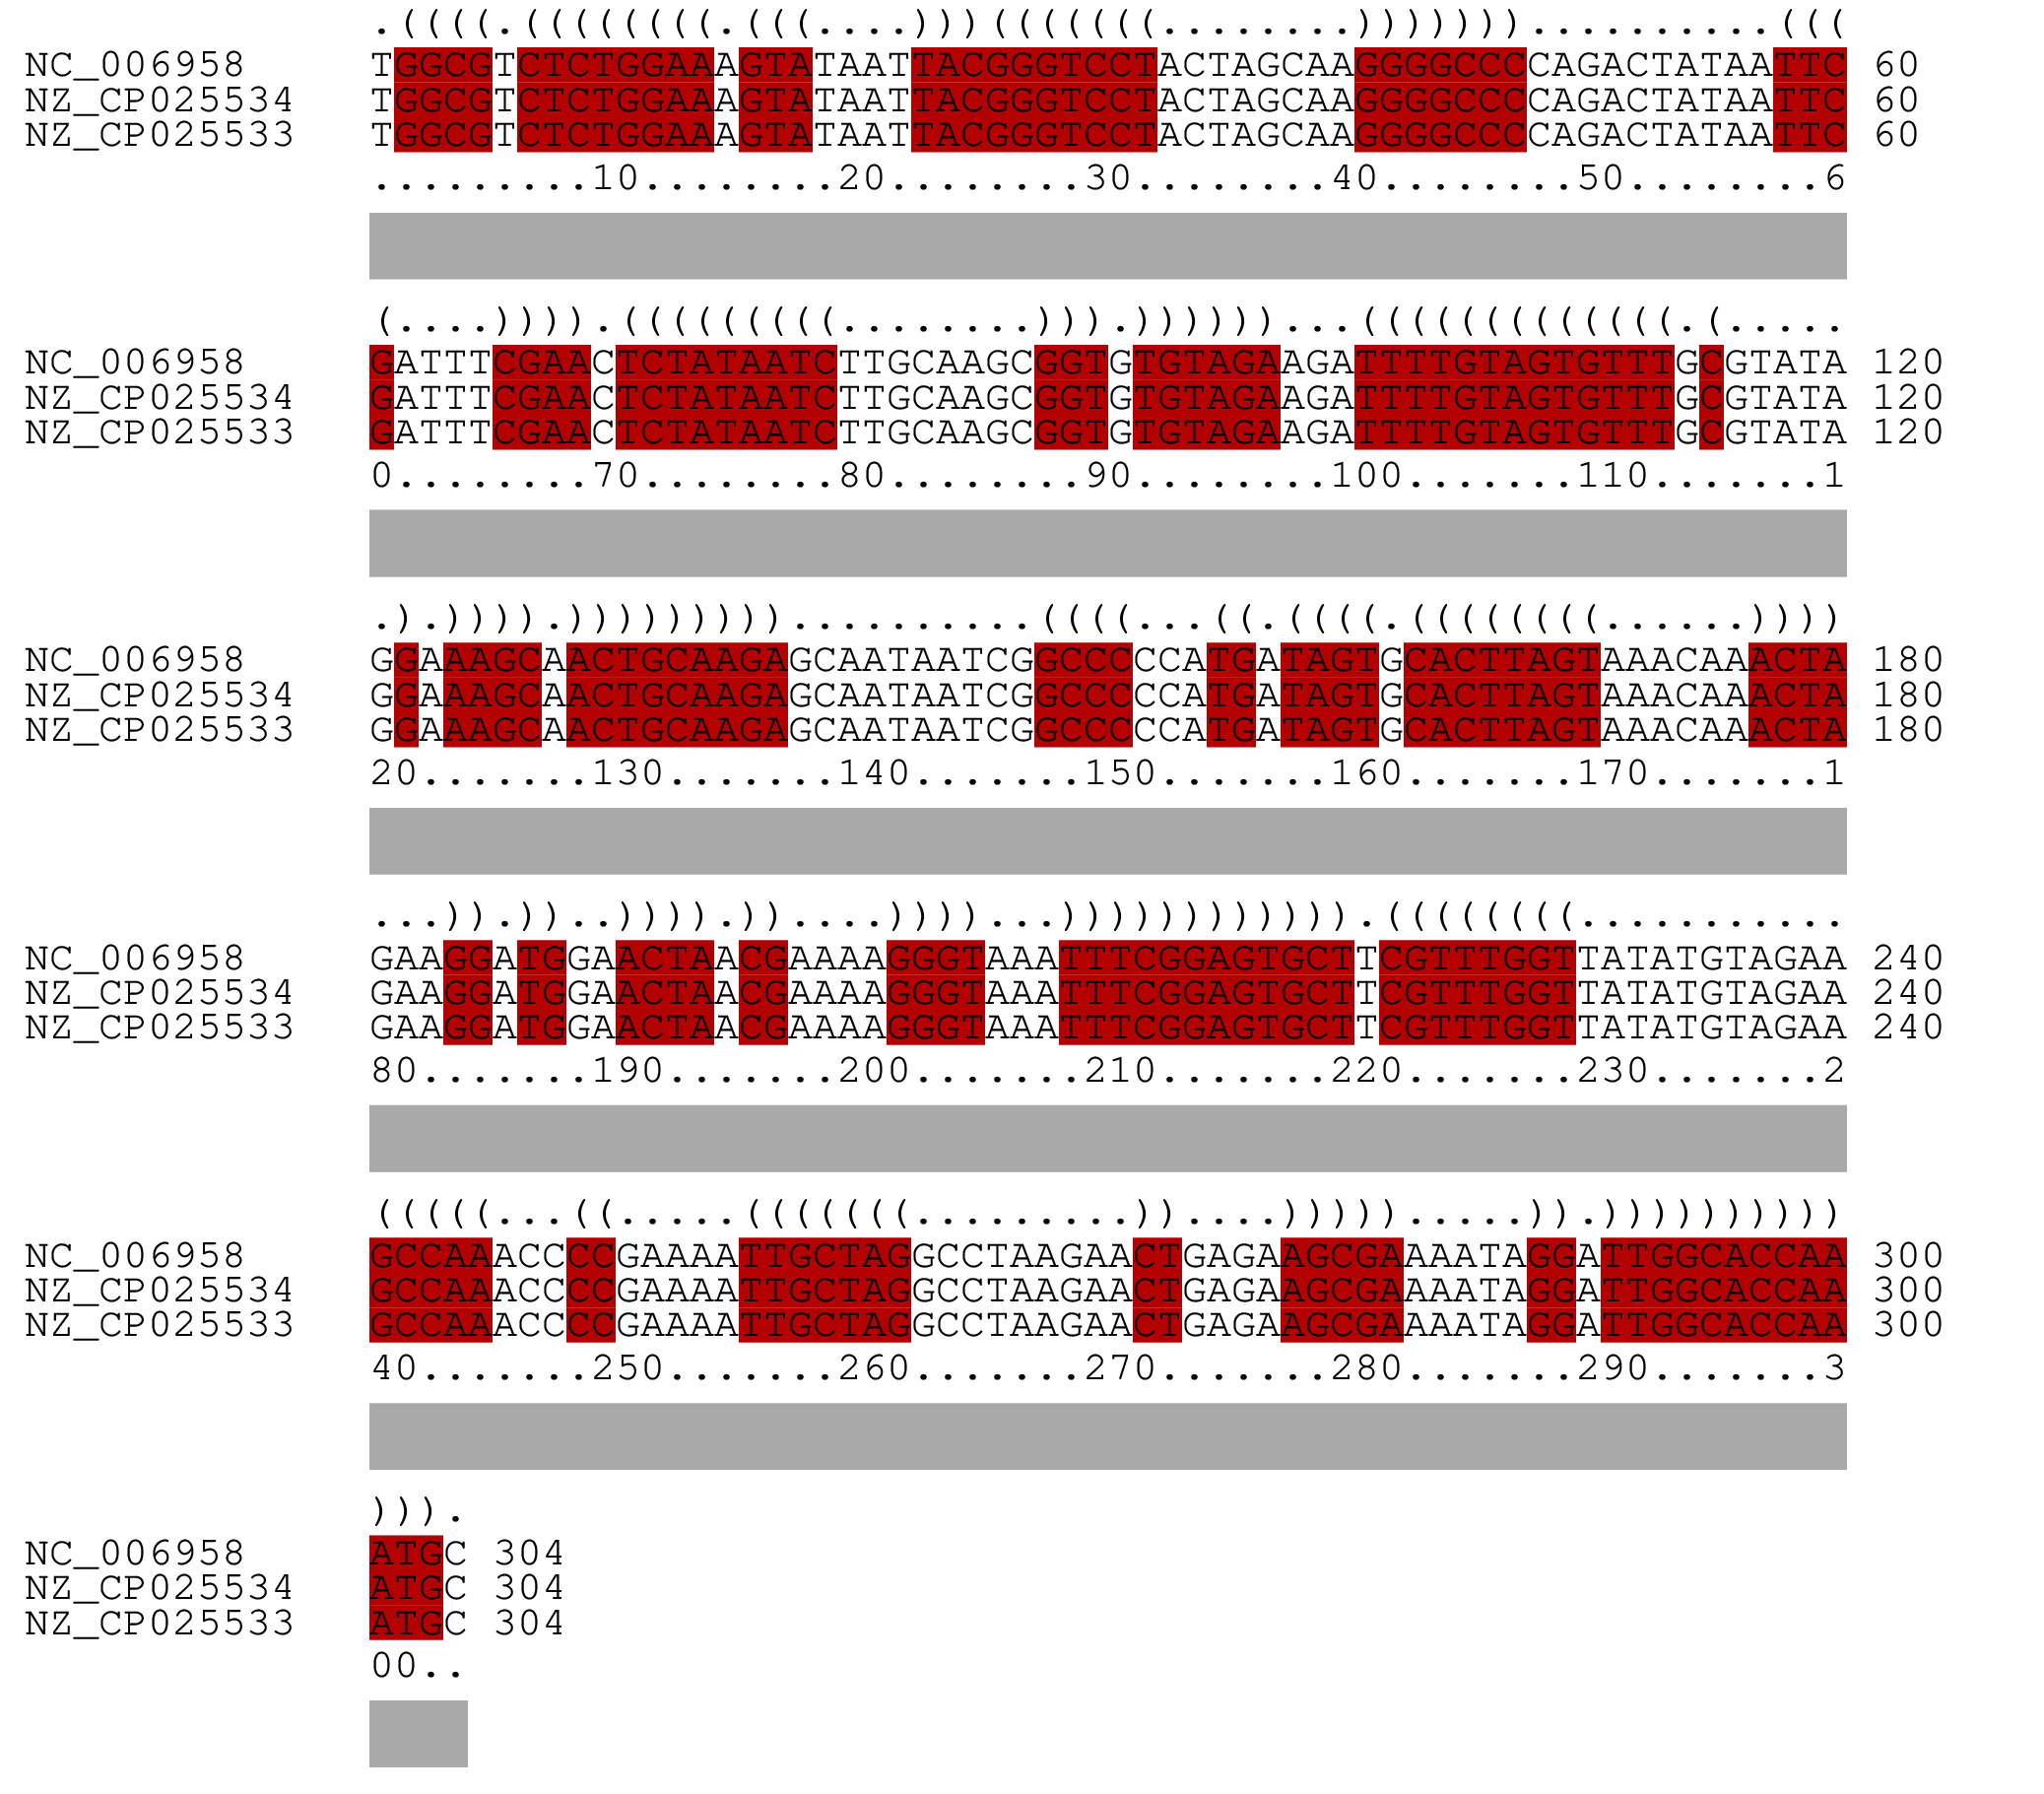 .((((.((((((((.(((....)))(((((((........)))))))..........(((
NC_006958 TGGCGTCTCTGGAAAGTATAATTACGGGTCCTACTAGCAAGGGGCCCCAGACTATAATTC 60
NZ_CP025534 TGGCGTCTCTGGAAAGTATAATTACGGGTCCTACTAGCAAGGGGCCCCAGACTATAATTC 60
NZ_CP025533 TGGCGTCTCTGGAAAGTATAATTACGGGTCCTACTAGCAAGGGGCCCCAGACTATAATTC 60
.........10........20........30........40........50........6
(....)))).(((((((((........))).))))))...(((((((((((((.(.....
NC_006958 GATTTCGAACTCTATAATCTTGCAAGCGGTGTGTAGAAGATTTTGTAGTGTTTGCGTATA 120
NZ_CP025534 GATTTCGAACTCTATAATCTTGCAAGCGGTGTGTAGAAGATTTTGTAGTGTTTGCGTATA 120
NZ_CP025533 GATTTCGAACTCTATAATCTTGCAAGCGGTGTGTAGAAGATTTTGTAGTGTTTGCGTATA 120
0........70........80........90........100.......110.......1
.).)))).)))))))))..........((((...((.((((.((((((((......))))
NC_006958 GGAAAGCAACTGCAAGAGCAATAATCGGCCCCCATGATAGTGCACTTAGTAAACAAACTA 180
NZ_CP025534 GGAAAGCAACTGCAAGAGCAATAATCGGCCCCCATGATAGTGCACTTAGTAAACAAACTA 180
NZ_CP025533 GGAAAGCAACTGCAAGAGCAATAATCGGCCCCCATGATAGTGCACTTAGTAAACAAACTA 180
20.......130.......140.......150.......160.......170.......1
...)).))..)))).))....))))...)))))))))))).((((((((...........
NC_006958 GAAGGATGGAACTAACGAAAAGGGTAAATTTCGGAGTGCTTCGTTTGGTTATATGTAGAA 240
NZ_CP025534 GAAGGATGGAACTAACGAAAAGGGTAAATTTCGGAGTGCTTCGTTTGGTTATATGTAGAA 240
NZ_CP025533 GAAGGATGGAACTAACGAAAAGGGTAAATTTCGGAGTGCTTCGTTTGGTTATATGTAGAA 240
80.......190.......200.......210.......220.......230.......2
(((((...((.....(((((((.........))....))))).....)).))))))))))
NC_006958 GCCAAACCCCGAAAATTGCTAGGCCTAAGAACTGAGAAGCGAAAATAGGATTGGCACCAA 300
NZ_CP025534 GCCAAACCCCGAAAATTGCTAGGCCTAAGAACTGAGAAGCGAAAATAGGATTGGCACCAA 300
NZ_CP025533 GCCAAACCCCGAAAATTGCTAGGCCTAAGAACTGAGAAGCGAAAATAGGATTGGCACCAA 300
40.......250.......260.......270.......280.......290.......3
))).
NC_006958 ATGC 304
NZ_CP025534 ATGC 304
NZ_CP025533 ATGC 304
00..